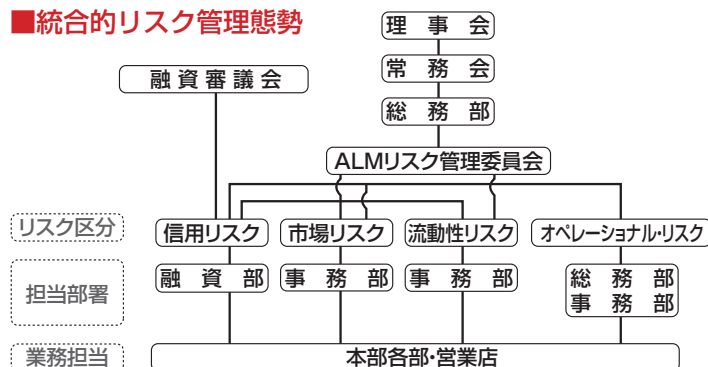 ■統合的リスク管理態勢
理事会
常務会
融資審議会
総務部
ALMリスク管理委員会
リスク区分
信用リスク
市場リスク
流動性リスク
オペレーショナル・リスク
担当部署
融資部
事務部
事務部
総務部
事務部
業務担当
本部各部・営業店